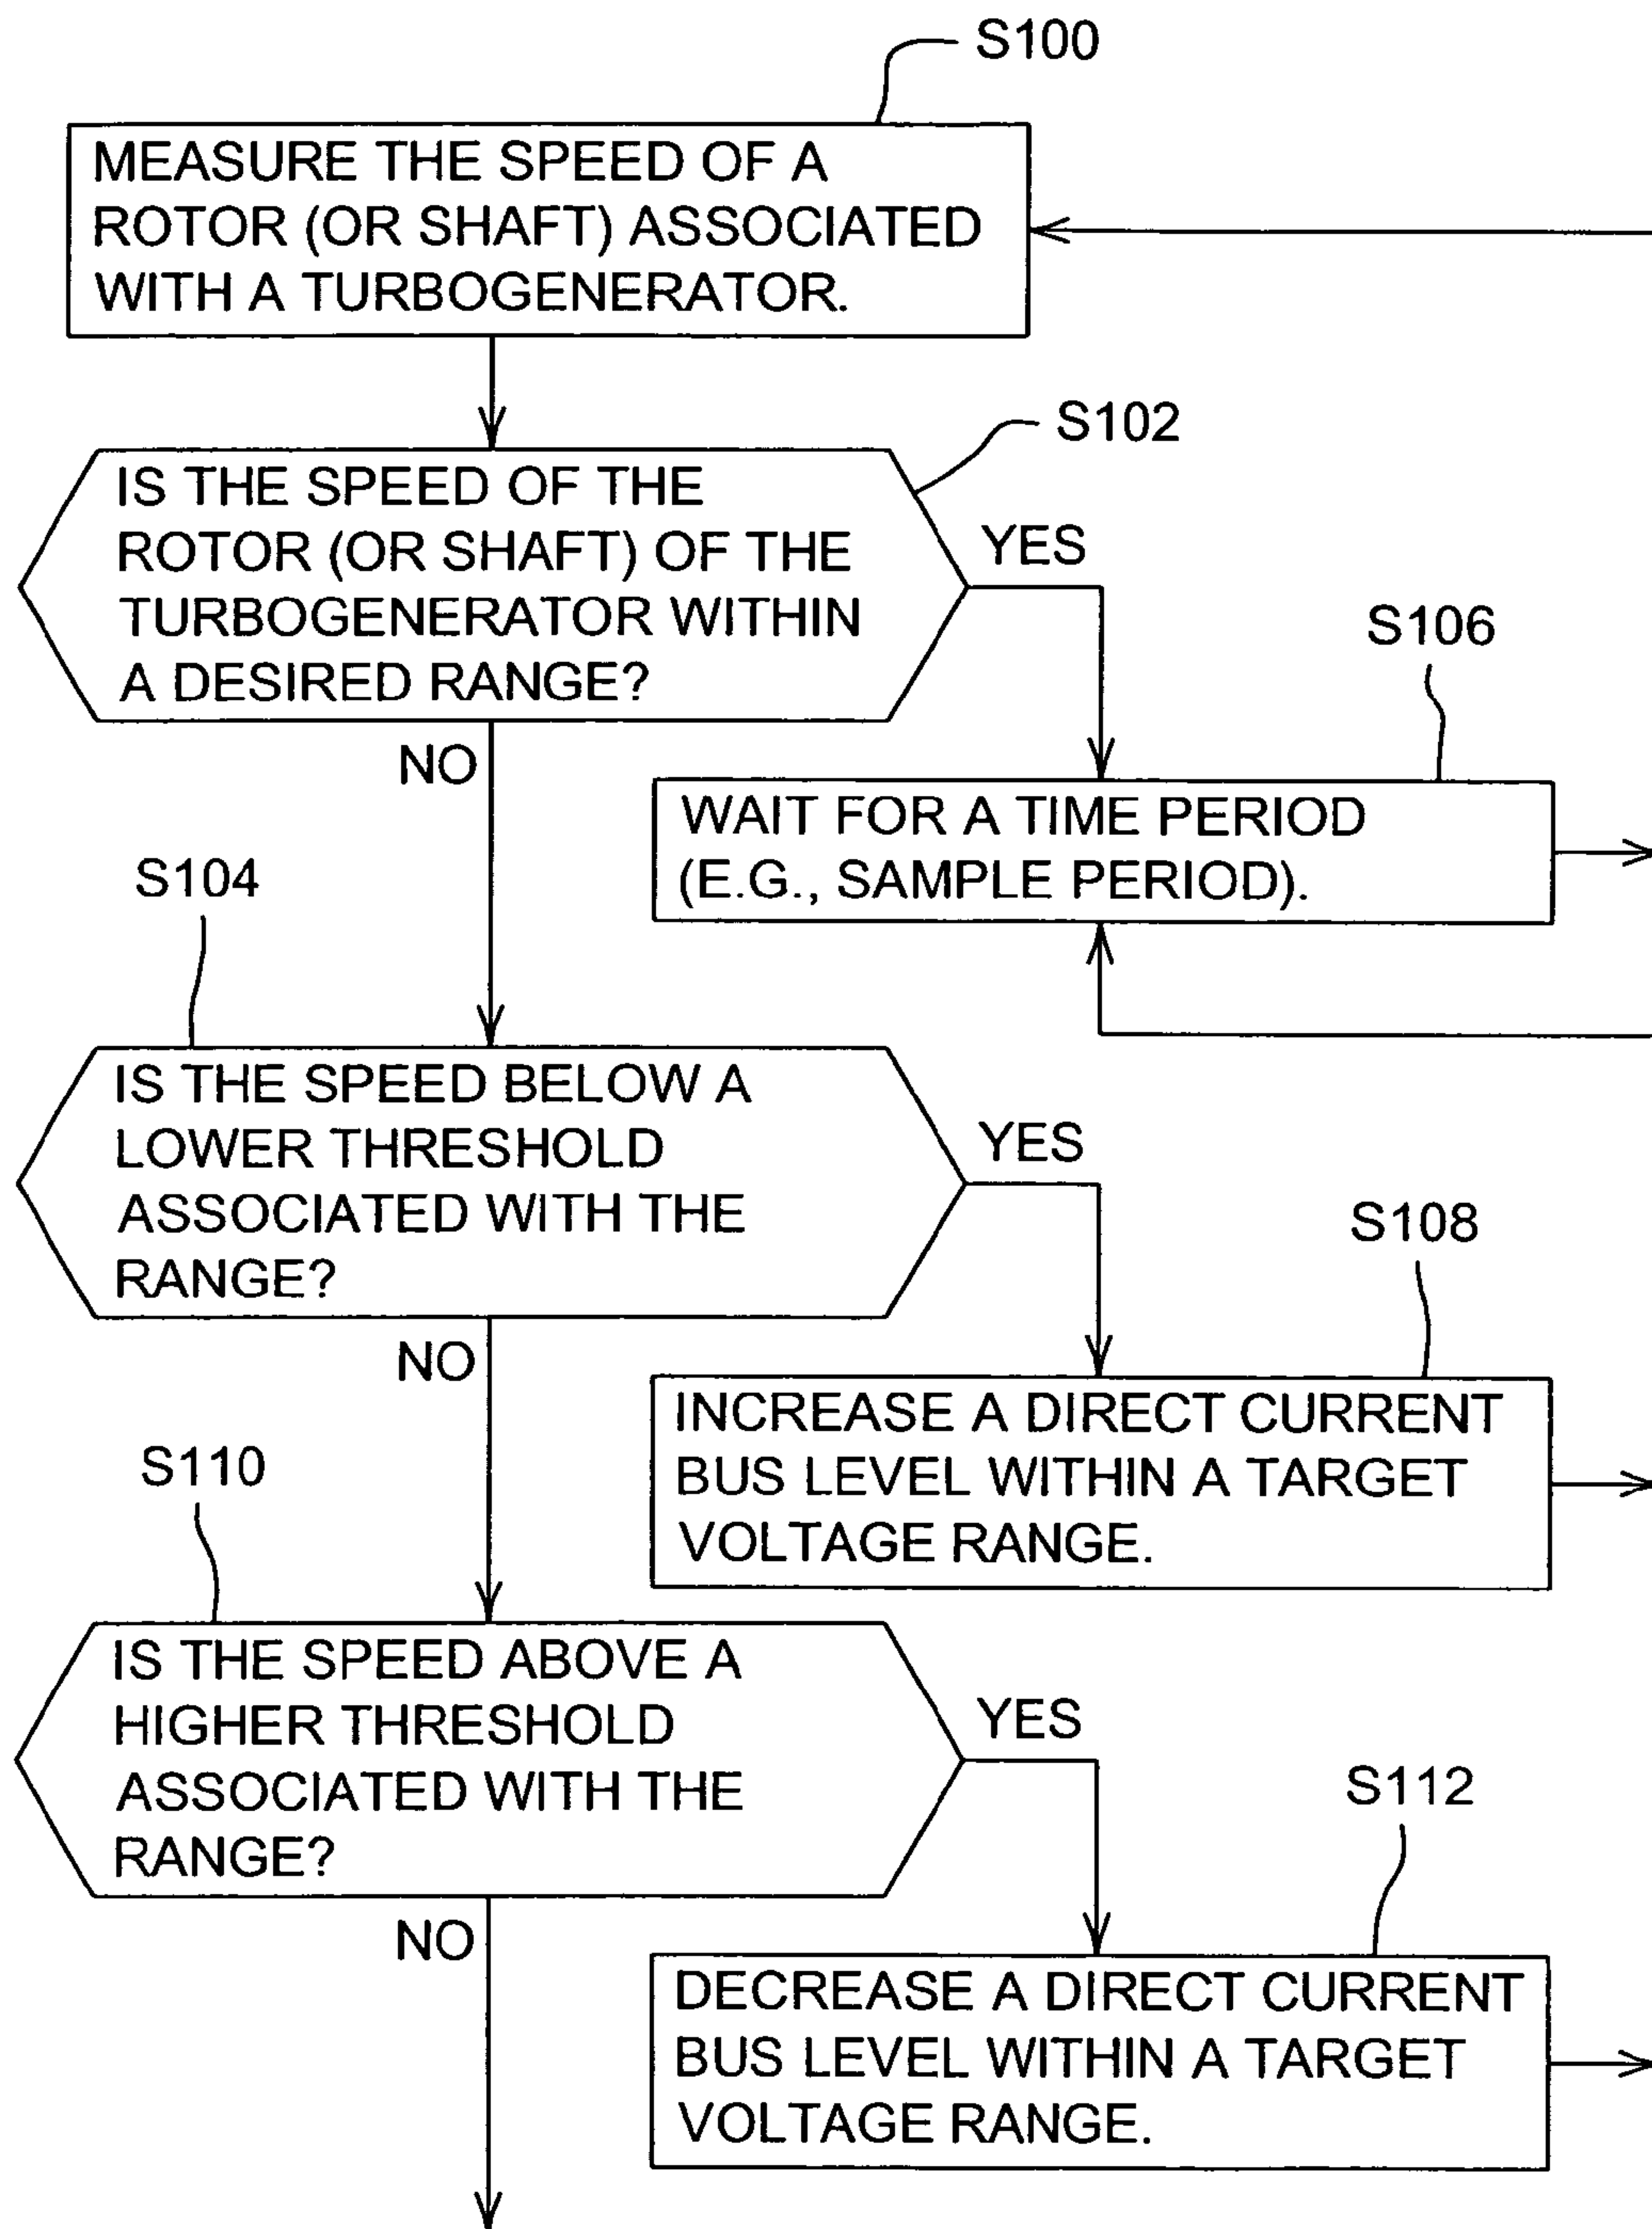 S100
MEASURE THE SPEED OF A
ROTOR (OR SHAFT) ASSOCIATED
WITH A TURBOGENERATOR.
S102
IS THE SPEED OF THE
ROTOR (OR SHAFT) OF THE
TURBOGENERATOR WITHIN
A DESIRED RANGE?
YES
NO
S106
WAIT FOR A TIME PERIOD
(E.G., SAMPLE PERIOD).
S104
IS THE SPEED BELOW A
LOWER THRESHOLD
ASSOCIATED WITH THE
RANGE?
YES
NO
S108
INCREASE A DIRECT CURRENT
BUS LEVEL WITHIN A TARGET
VOLTAGE RANGE.
S110
IS THE SPEED ABOVE A
HIGHER THRESHOLD
ASSOCIATED WITH THE
RANGE?
YES
NO
S112
DECREASE A DIRECT CURRENT
BUS LEVEL WITHIN A TARGET
VOLTAGE RANGE.